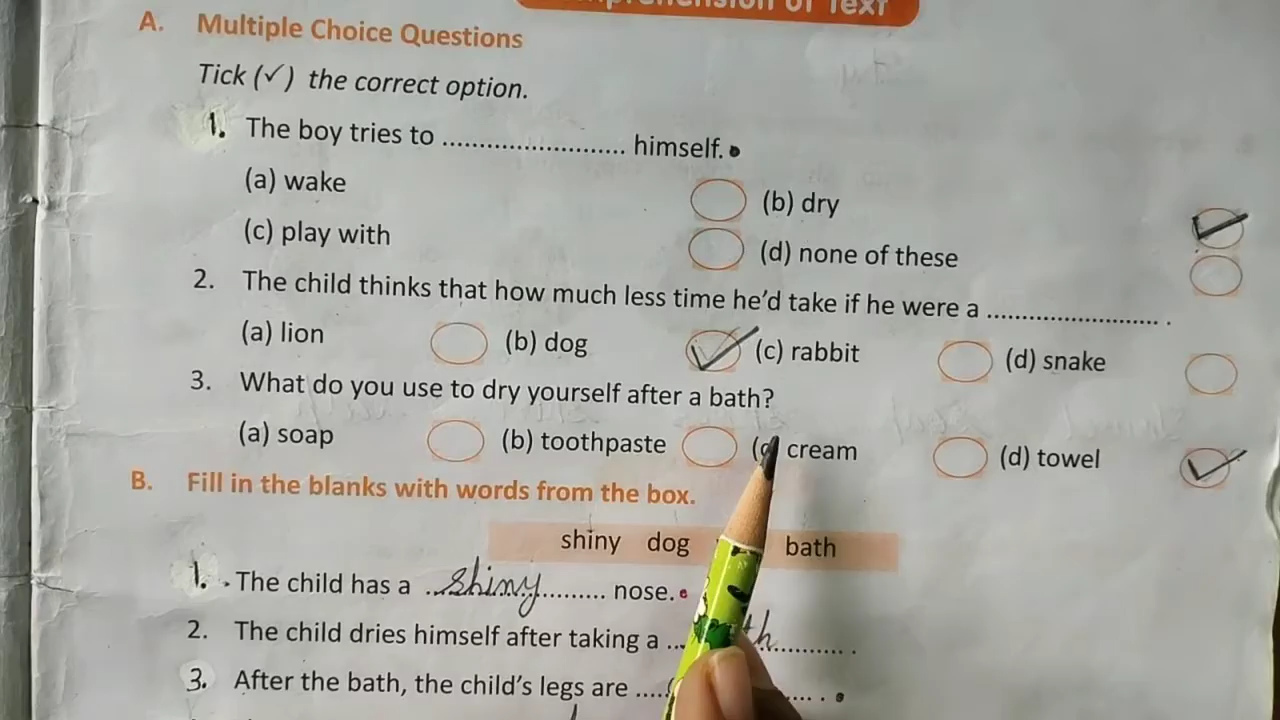 of Text
A. Multiple Choice Questions
Tick (✓) the correct option.
1. The boy tries to ......................... himself.
(a) wake (b) dry ✓
(c) play with (d) none of these
2. The child thinks that how much less time he'd take if he were a ....................... .
(a) lion (b) dog ✓ (c) rabbit (d) snake
3. What do you use to dry yourself after a bath?
(a) soap (b) toothpaste (c) cream (d) towel ✓
B. Fill in the blanks with words from the box.
shiny dog bath
1. The child has a ..shiny......... nose.
2. The child dries himself after taking a ... th........... .
3. After the bath, the child's legs are ..... .... .